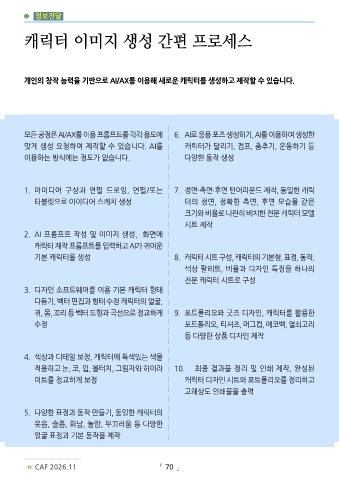 정보전달
캐릭터 이미지 생성 간편 프로세스
개인의 창작 능력을 기반으로 AI/AX를 이용해 새로운 캐릭터를 생성하고 제작할 수 있습니다.
모든 공정은 AI/AX를 이용 프롬프트를 각각 용도에
맞게 생성 요청하여 제작할 수 있습니다. AI를
이용하는 방식에는 정도가 없습니다.
1. 아이디어 구상과 연필 드로잉, 연필/또는
타블릿으로 아이디어 스케치 생성
2. AI 프롬프트 작성 및 이미지 생성, 화면에
캐릭터 제작 프롬프트를 입력하고 AI가 귀여운
기본 캐릭터를 생성
3. 디자인 소프트웨어를 이용 기본 캐릭터 형태
다듬기, 벡터 편집과 형터 수정 캐릭터의 얼굴,
귀, 몸, 꼬리 등 벡터 도형과 곡선으로 정교하게
수정
4. 색상과 디테일 보정, 캐릭터에 특색있는 색을
적용하고 눈, 코, 입, 볼터치, 그림자와 하이라
이트를 정교하게 보정
5. 다양한 표정과 동작 만들기, 동일한 캐릭터의
웃음, 슬픔, 화남, 놀람, 부끄러움 등 다양한
얼굴 표정과 기본 동작을 제작
6. AI로 응용 포즈 생성하기, AI를 이용하여 생성한
캐릭터가 달리기, 점프, 춤추기, 운동하기 등
다양한 동작 생성
7. 정면·측면·후면 턴어라운드 제작, 동일한 캐릭
터의 정면, 정확한 측면, 후면 모습을 같은
크기와 비율로 나란히 배치한 전문 캐릭터 모델
시트 제작
8. 캐릭터 시트 구성, 캐릭터의 기본형, 표정, 동작,
색상 팔레트, 비율과 디자인 특징을 하나의
전문 캐릭터 시트로 구성
9. 포트폴리오와 굿즈 디자인, 캐릭터를 활용한
포트폴리오, 티셔츠, 머그컵, 에코백, 열쇠고리
등 다양한 상품 디자인 제작
10. 최종 결과물 정리 및 인쇄 제작, 완성된
캐릭터 디자인 시트와 포트폴리오를 정리하고
고해상도 인쇄물을 출력
CAF 2026.11
「 70 」